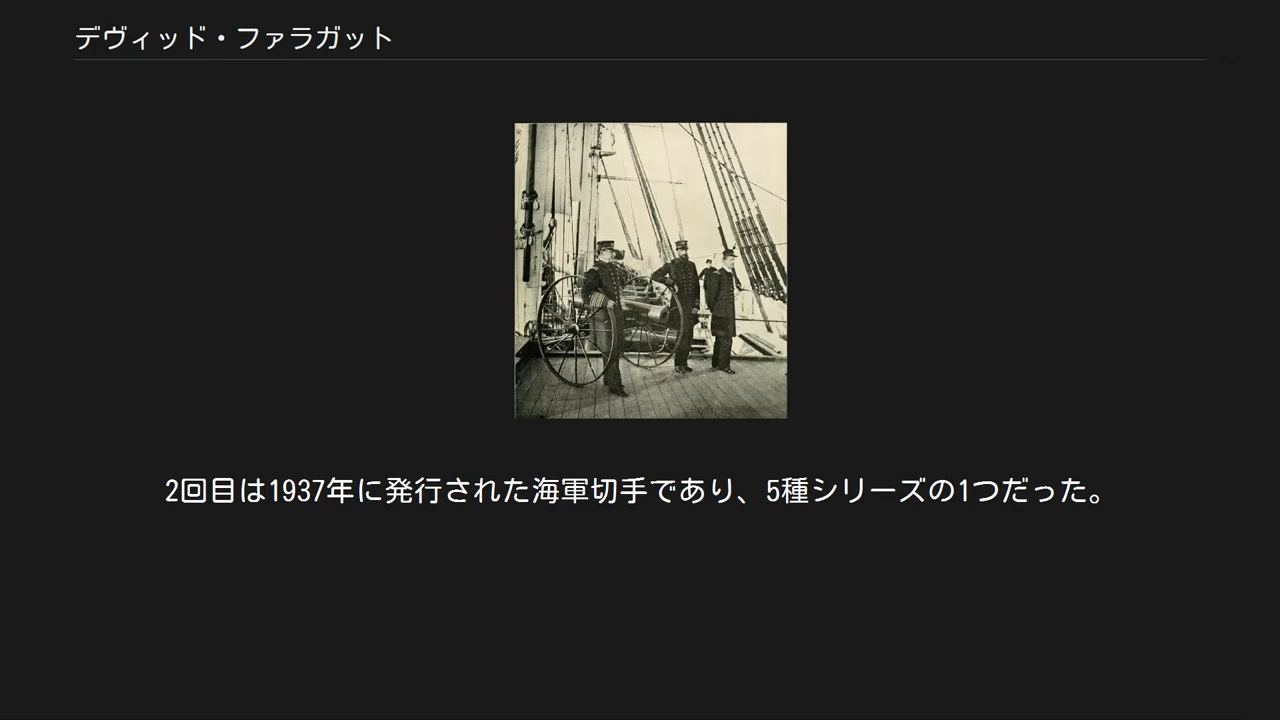 デヴィッド・ファラガット
2回目は1937年に発行された海軍切手であり、5種シリーズの1つだった。